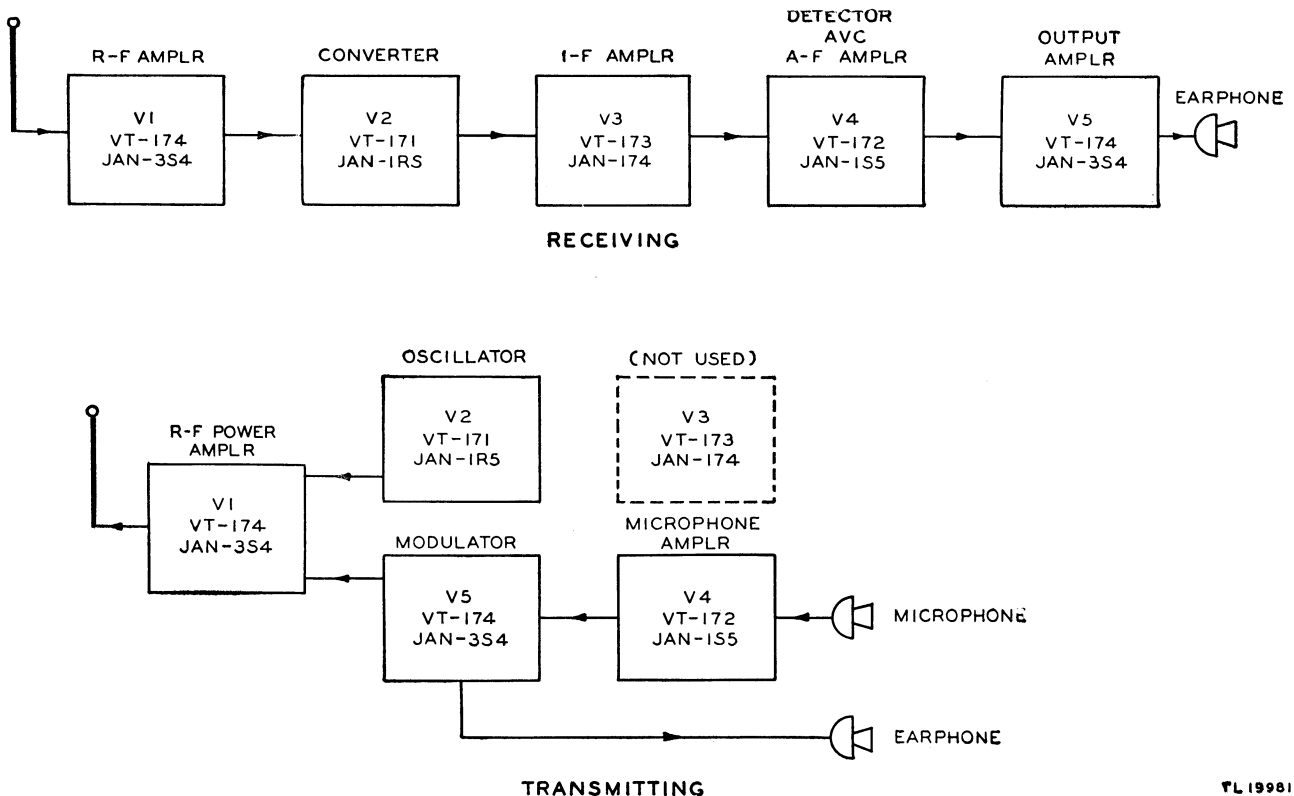 R-F AMPLR
V1
VT-174
JAN-3S4
CONVERTER
V2
VT-171
JAN-1RS
I-F AMPLR
V3
VT-173
JAN-174
DETECTOR
AVC
A-F AMPLR
V4
VT-172
JAN-1S5
OUTPUT
AMPLR
V5
VT-174
JAN-3S4
EARPHONE
RECEIVING
R-F POWER
AMPLR
V1
VT-174
JAN-3S4
OSCILLATOR
V2
VT-171
JAN-1R5
(NOT USED)
V3
VT-173
JAN-174
MODULATOR
V5
VT-174
JAN-3S4
MICROPHONE
AMPLR
V4
VT-172
JAN-1S5
MICROPHONE
EARPHONE
TRANSMITTING
TL 19981